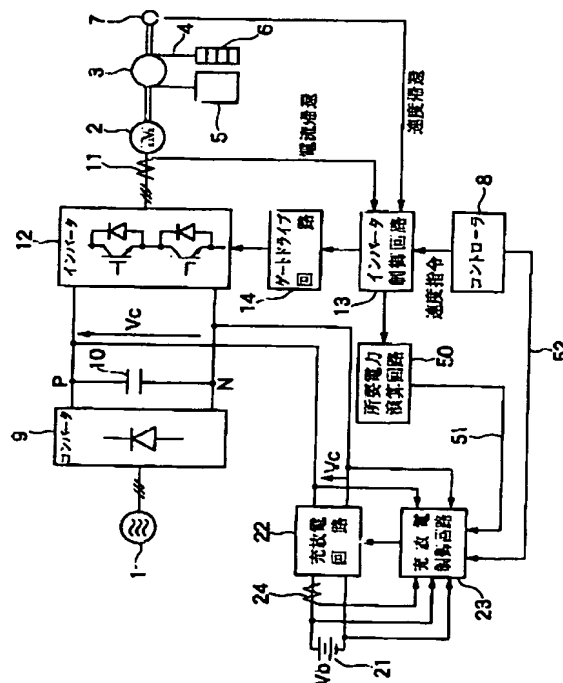 1
9
コンバータ
P
10
N
Vc
12
インバータ
11
2
3
7
4
6
5
電流帰還
速度帰還
14
ゲートドライブ
回路
13
インバータ
制御回路
速度指令
8
コントローラ
50
所要電力
演算回路
51
52
Vc
22
充放電
回路
24
21
Vb
充放電
制御回路
23